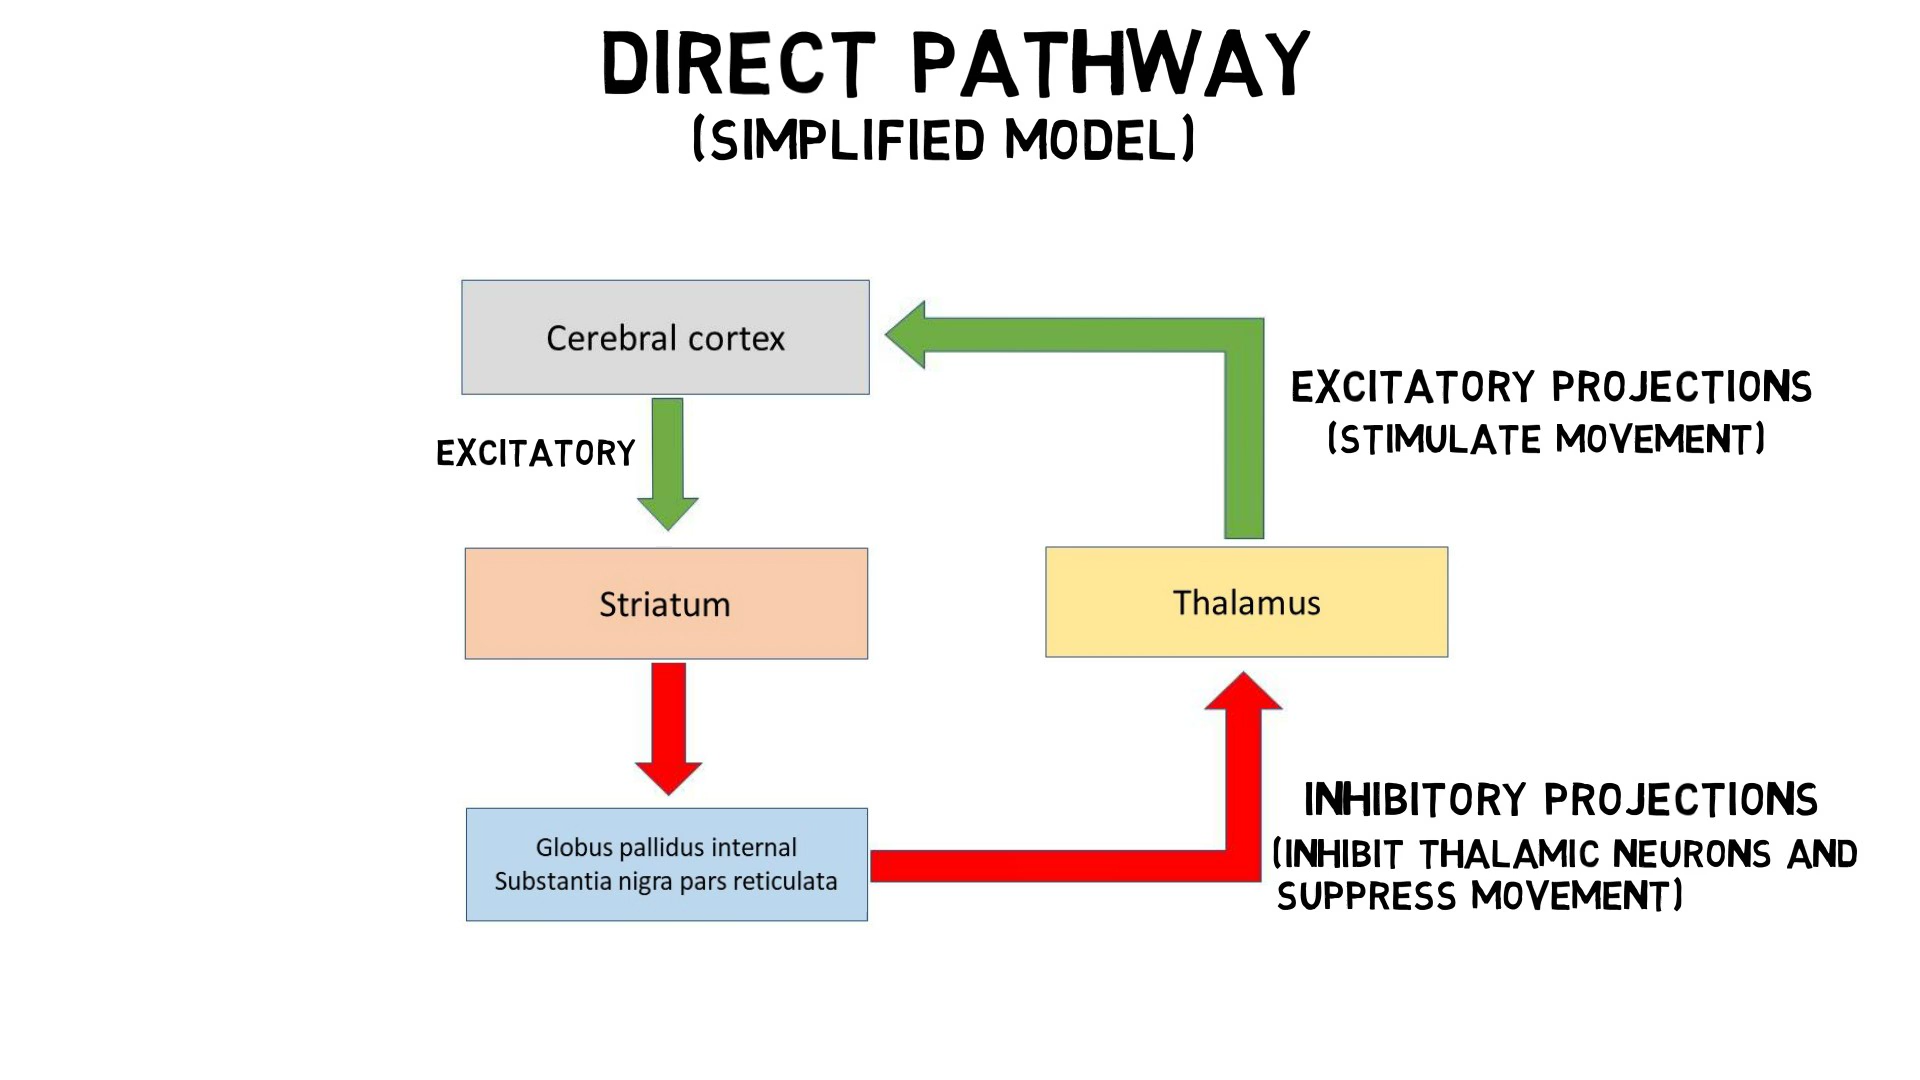 DIRECT PATHWAY
(SIMPLIFIED MODEL)
Cerebral cortex
EXCITATORY PROJECTIONS
(STIMULATE MOVEMENT)
EXCITATORY
Striatum
Thalamus
INHIBITORY PROJECTIONS
(INHIBIT THALAMIC NEURONS AND
SUPPRESS MOVEMENT)
Globus pallidus internal
Substantia nigra pars reticulata